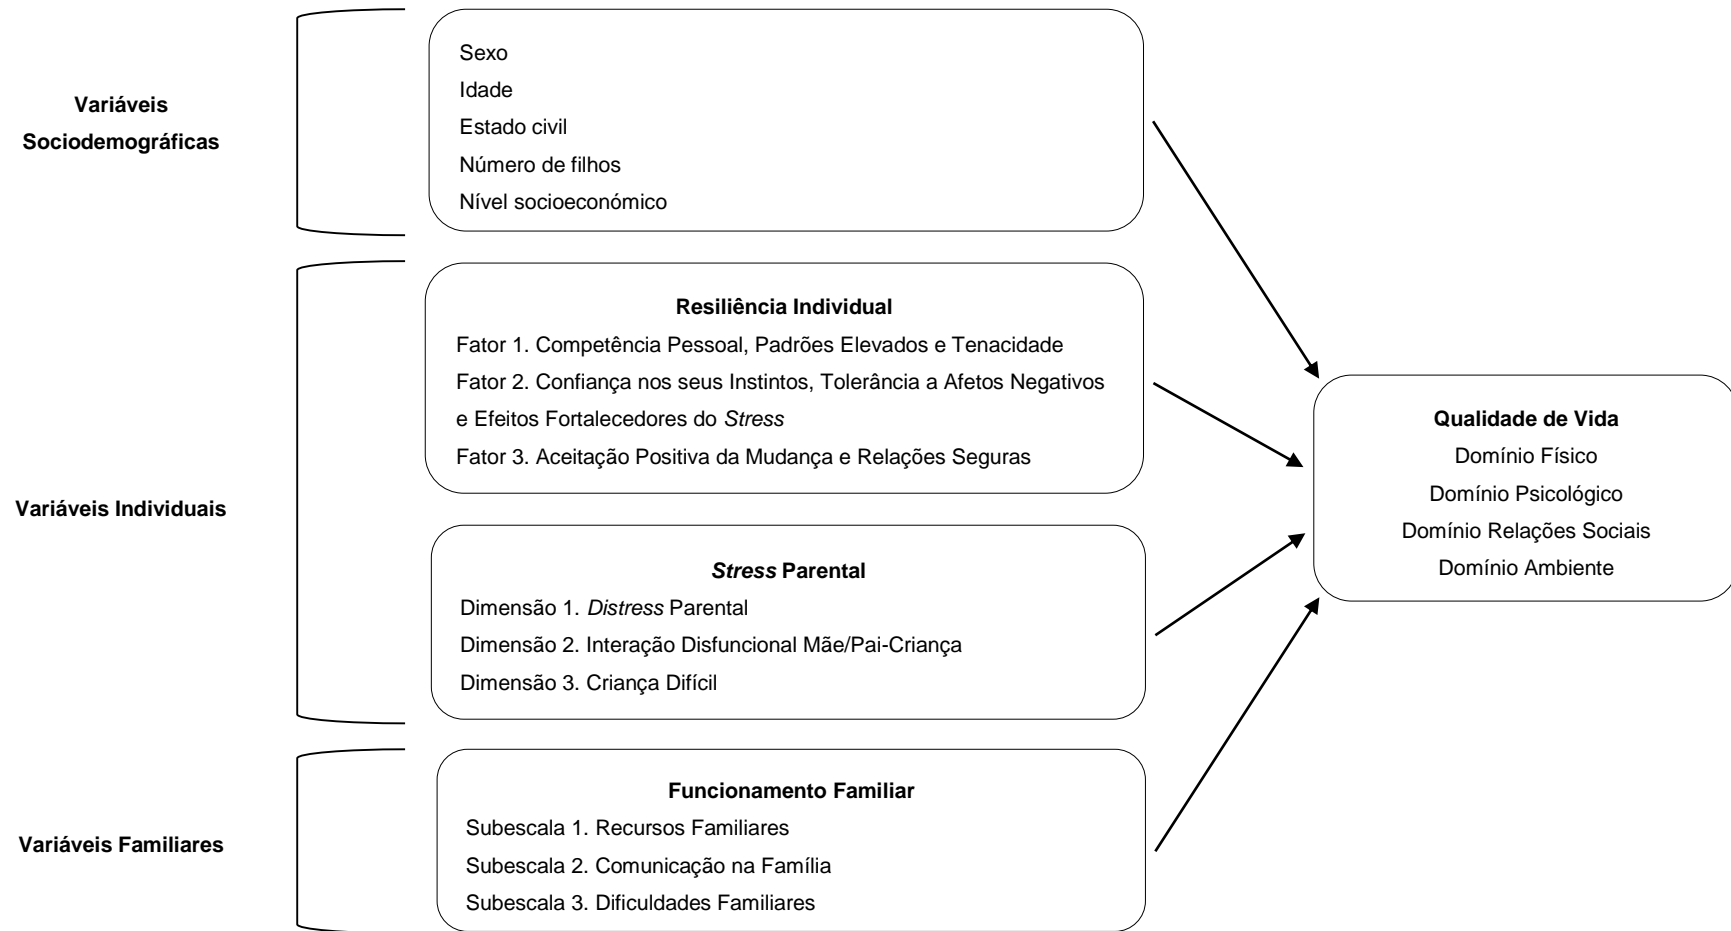 Variáveis
Sociodemográficas
Sexo
Idade
Estado civil
Número de filhos
Nível socioeconómico
Variáveis Individuais
Resiliência Individual
Fator 1. Competência Pessoal, Padrões Elevados e Tenacidade
Fator 2. Confiança nos seus Instintos, Tolerância a Afetos Negativos
e Efeitos Fortalecedores do Stress
Fator 3. Aceitação Positiva da Mudança e Relações Seguras
Stress Parental
Dimensão 1. Distress Parental
Dimensão 2. Interação Disfuncional Mãe/Pai-Criança
Dimensão 3. Criança Difícil
Variáveis Familiares
Funcionamento Familiar
Subescala 1. Recursos Familiares
Subescala 2. Comunicação na Família
Subescala 3. Dificuldades Familiares
Qualidade de Vida
Domínio Físico
Domínio Psicológico
Domínio Relações Sociais
Domínio Ambiente